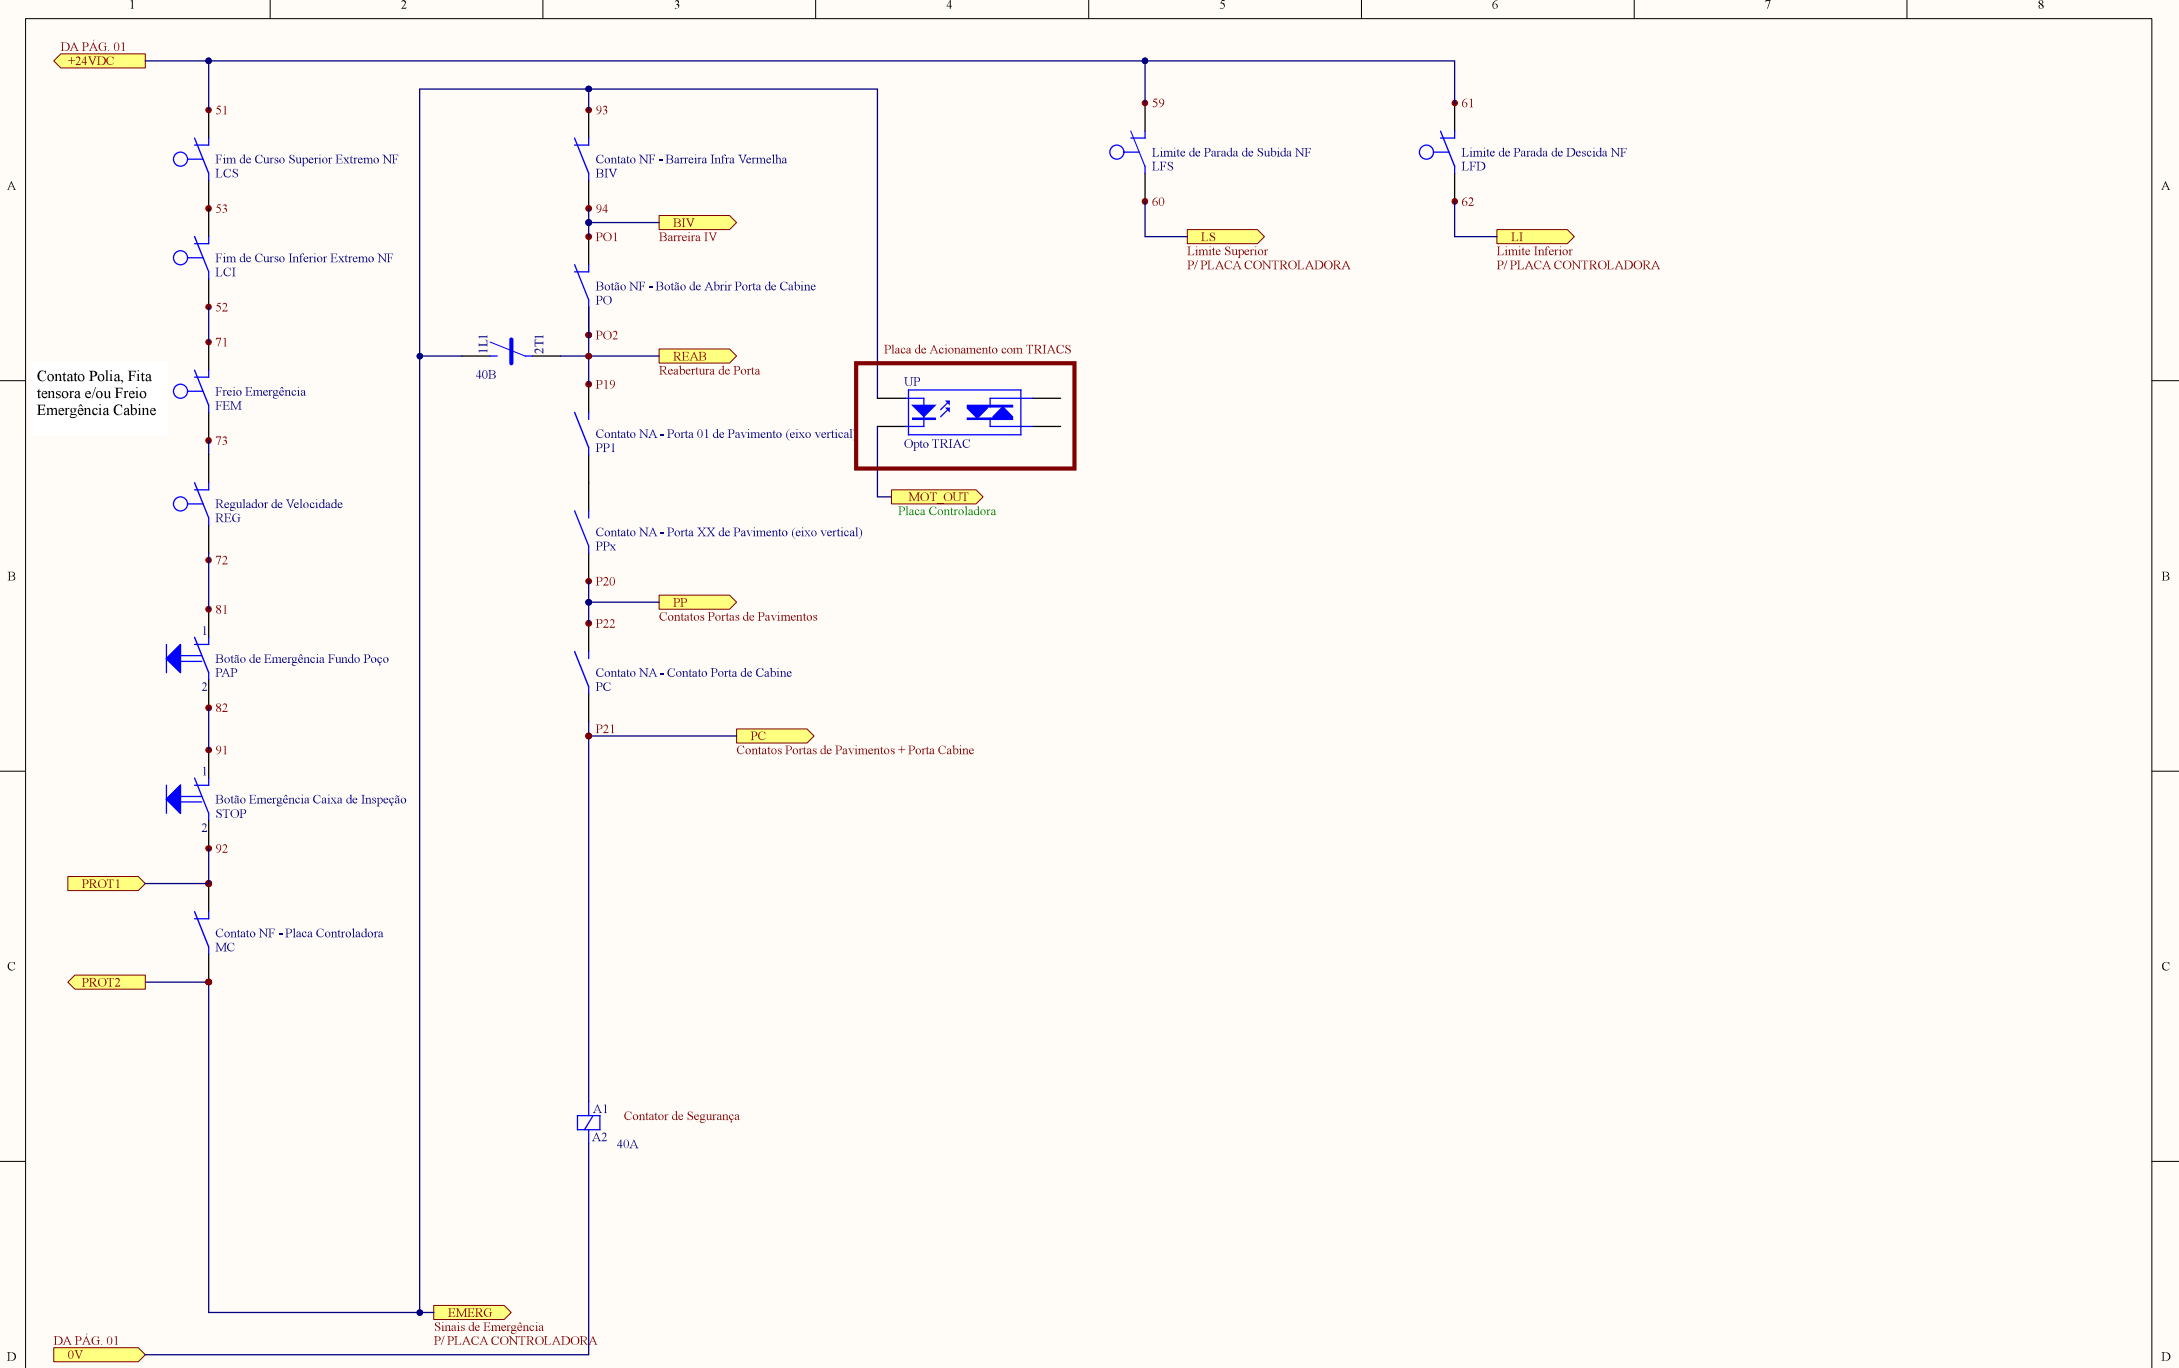 1
2
3
4
5
6
7
8
DA PÁG. 01
+24VDC
51
Fim de Curso Superior Extremo NF
LCS
53
Fim de Curso Inferior Extremo NF
LCI
52
71
Contato Polia, Fita
tensora e/ou Freio
Emergência Cabine
Freio Emergência
FEM
73
Regulador de Velocidade
REG
72
81
1
Botão de Emergência Fundo Poço
PAP
2
82
91
1
Botão Emergência Caixa de Inspeção
STOP
2
92
PROT1
Contato NF - Placa Controladora
MC
PROT2
EMERG
Sinais de Emergência
P/ PLACA CONTROLADORA
DA PÁG. 01
0V
93
Contato NF - Barreira Infra Vermelha
BIV
94
BIV
Barreira IV
PO1
Botão NF - Botão de Abrir Porta de Cabine
PO
PO2
1L1
2T1
40B
REAB
Reabertura de Porta
P19
Contato NA - Porta 01 de Pavimento (eixo vertical)
PP1
Contato NA - Porta XX de Pavimento (eixo vertical)
PPx
P20
PP
Contatos Portas de Pavimentos
P22
Contato NA - Contato Porta de Cabine
PC
P21
PC
Contatos Portas de Pavimentos + Porta Cabine
A1
Contator de Segurança
A2
40A
Placa de Acionamento com TRIACS
UP
Opto TRIAC
MOT_OUT
Placa Controladora
59
Limite de Parada de Subida NF
LFS
60
LS
Limite Superior
P/ PLACA CONTROLADORA
61
Limite de Parada de Descida NF
LFD
62
LI
Limite Inferior
P/ PLACA CONTROLADORA
A
A
B
B
C
C
D
D